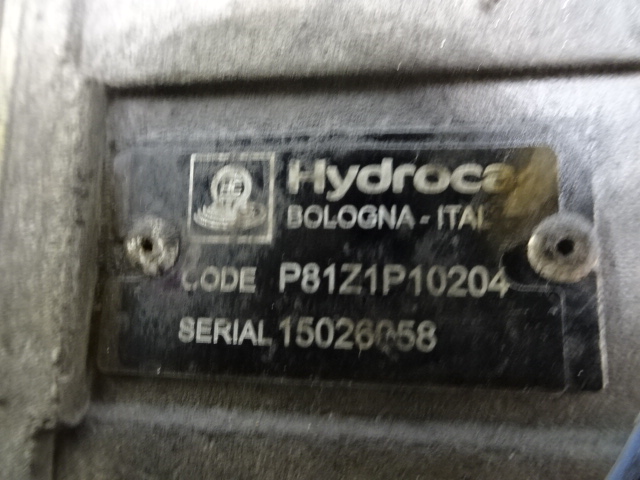 Hydroca
BOLOGNA - ITAL
CODE P81Z1P10204
SERIAL 15026058